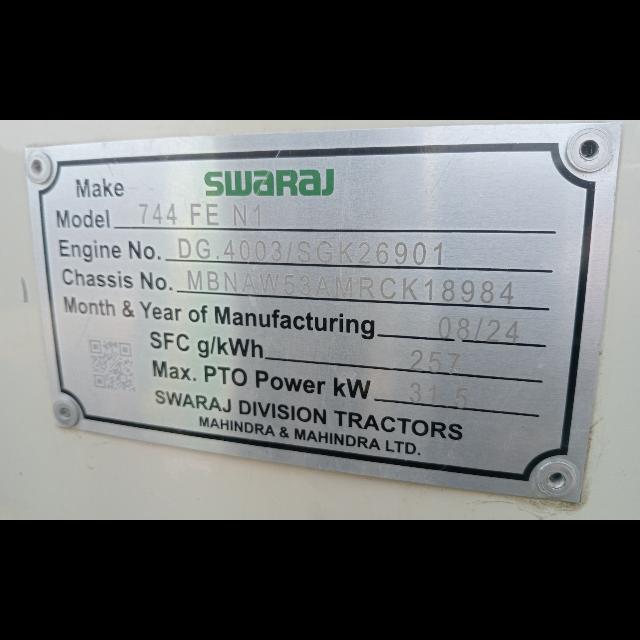 Make SWARAJ
Model 744 FE N1
Engine No. DG.4003/SGK26901
Chassis No. MBNAW53AMRCK18984
Month & Year of Manufacturing 08/24
SFC g/kWh 257
Max. PTO Power kW 31.5
SWARAJ DIVISION TRACTORS
MAHINDRA & MAHINDRA LTD.